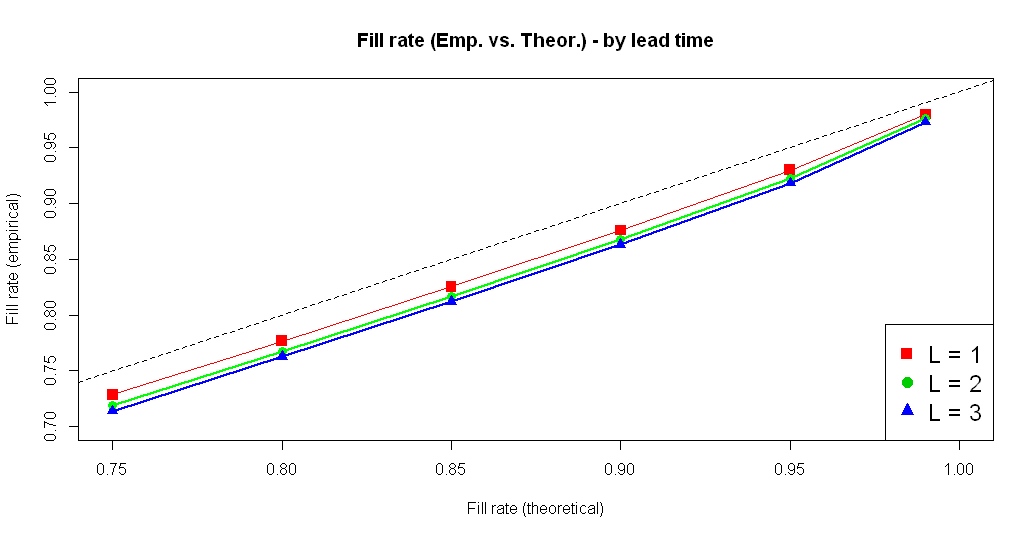 Fill rate (Emp. vs. Theor.) - by lead time
1.00
0.95
0.90
0.85
0.80
0.75
0.70
Fill rate (empirical)
L = 1
L = 2
L = 3
0.75 0.80 0.85 0.90 0.95 1.00
Fill rate (theoretical)